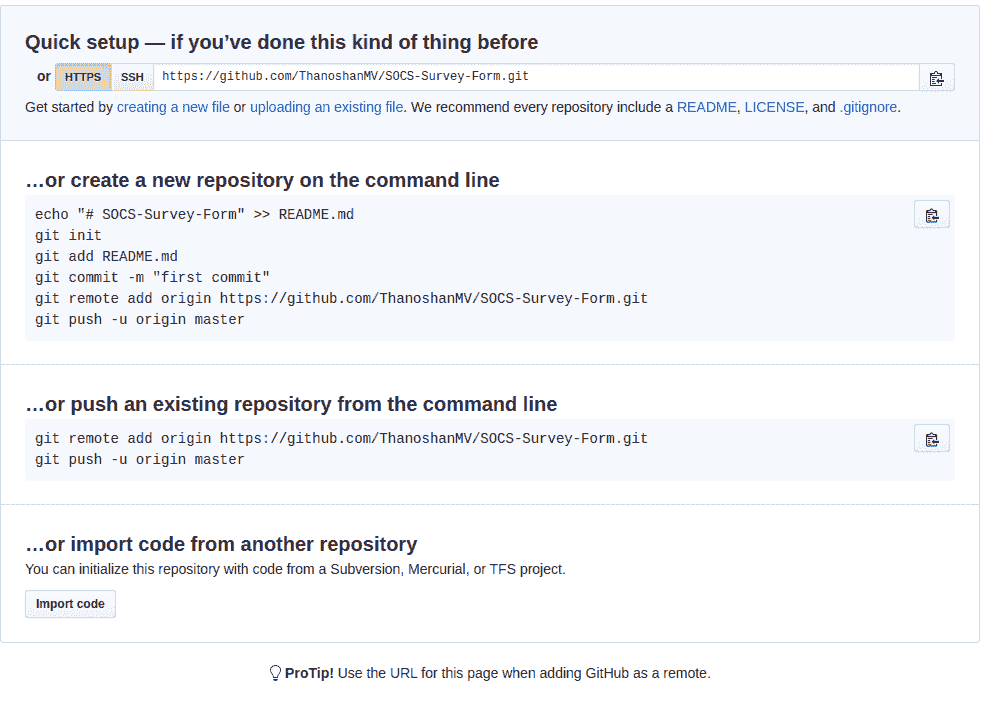 Quick setup — if you’ve done this kind of thing before
or HTTPS SSH https://github.com/ThanoshanMV/SOCS-Survey-Form.git
Get started by creating a new file or uploading an existing file. We recommend every repository include a README, LICENSE, and .gitignore.
…or create a new repository on the command line
echo "# SOCS-Survey-Form" >> README.md
git init
git add README.md
git commit -m "first commit"
git remote add origin https://github.com/ThanoshanMV/SOCS-Survey-Form.git
git push -u origin master
…or push an existing repository from the command line
git remote add origin https://github.com/ThanoshanMV/SOCS-Survey-Form.git
git push -u origin master
…or import code from another repository
You can initialize this repository with code from a Subversion, Mercurial, or TFS project.
Import code
ProTip! Use the URL for this page when adding GitHub as a remote.